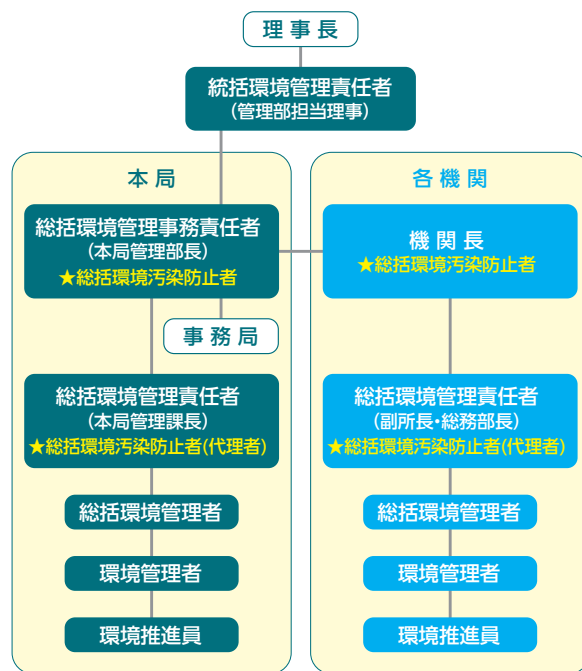 理事長
統括環境管理責任者
(管理部担当理事)
本局
総括環境管理事務責任者
(本局管理部長)
★総括環境汚染防止者
事務局
総括環境管理責任者
(本局管理課長)
★総括環境汚染防止者(代理者)
総括環境管理者
環境管理者
環境推進員
各機関
機関長
★総括環境汚染防止者
総括環境管理責任者
(副所長・総務部長)
★総括環境汚染防止者(代理者)
総括環境管理者
環境管理者
環境推進員